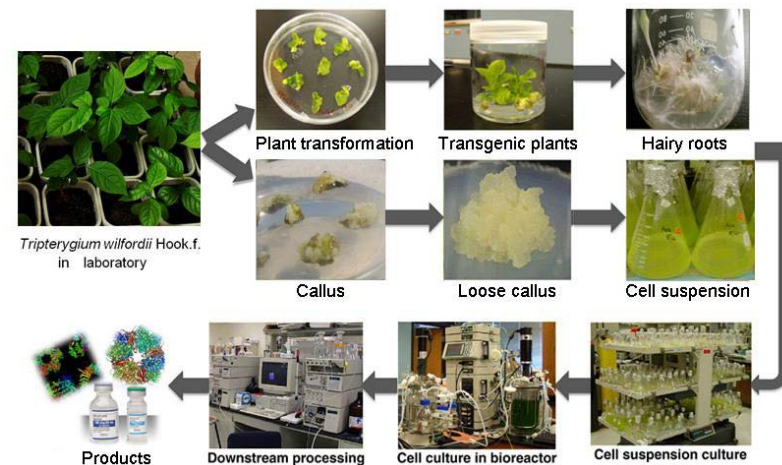 Plant transformation
Transgenic plants
Hairy roots
Tripterygium wilfordii Hook.f.
in laboratory
Callus
Loose callus
Cell suspension
Products
Downstream processing
Cell culture in bioreactor
Cell suspension culture